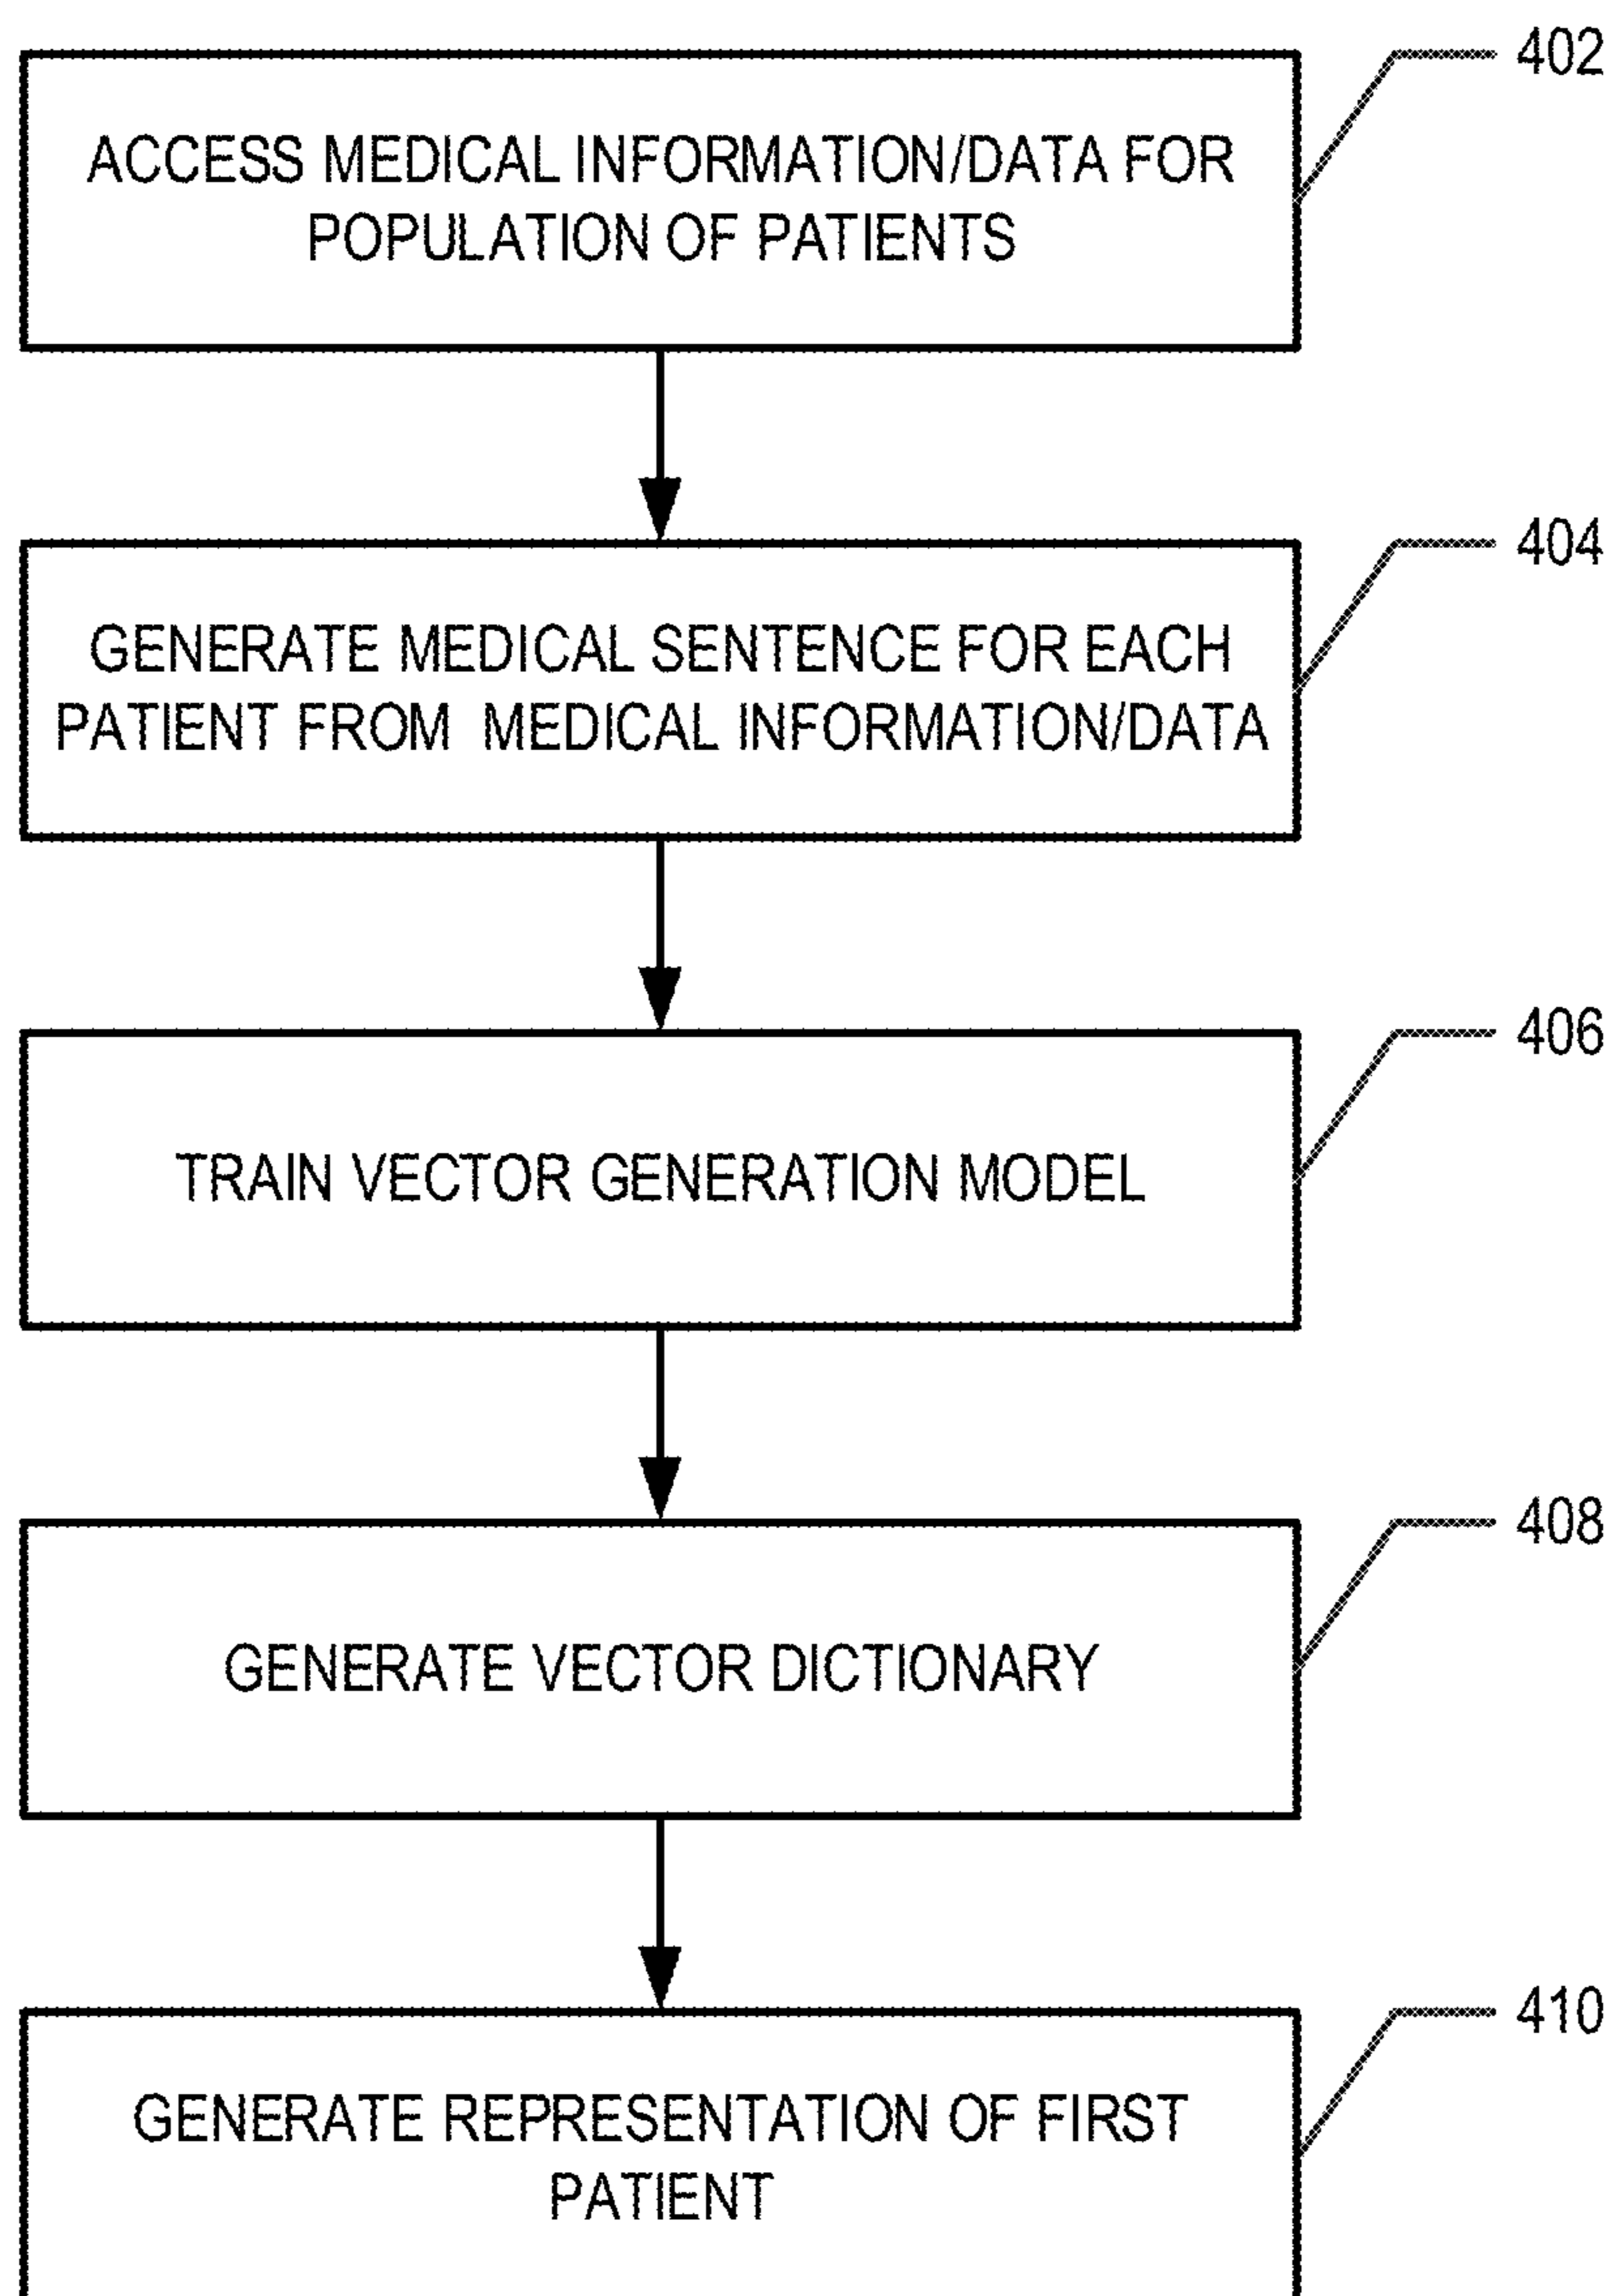 402
ACCESS MEDICAL INFORMATION/DATA FOR
POPULATION OF PATIENTS
404
GENERATE MEDICAL SENTENCE FOR EACH
PATIENT FROM MEDICAL INFORMATION/DATA
406
TRAIN VECTOR GENERATION MODEL
408
GENERATE VECTOR DICTIONARY
410
GENERATE REPRESENTATION OF FIRST
PATIENT